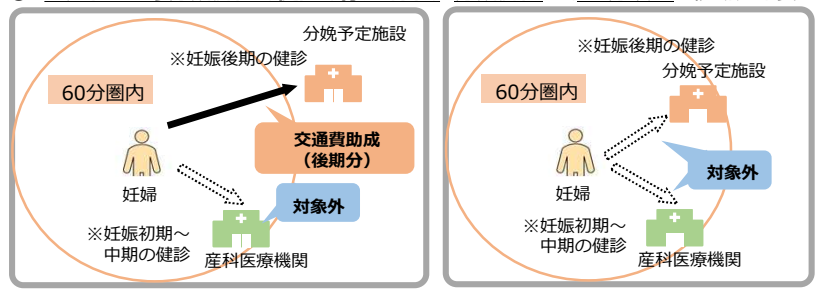 分娩予定施設
※妊娠後期の健診
60分圏内
交通費助成
（後期分）
妊婦
対象外
※妊娠初期～
中期の健診
産科医療機関
※妊娠後期の健診
分娩予定施設
60分圏内
対象外
妊婦
※妊娠初期～
中期の健診
産科医療機関